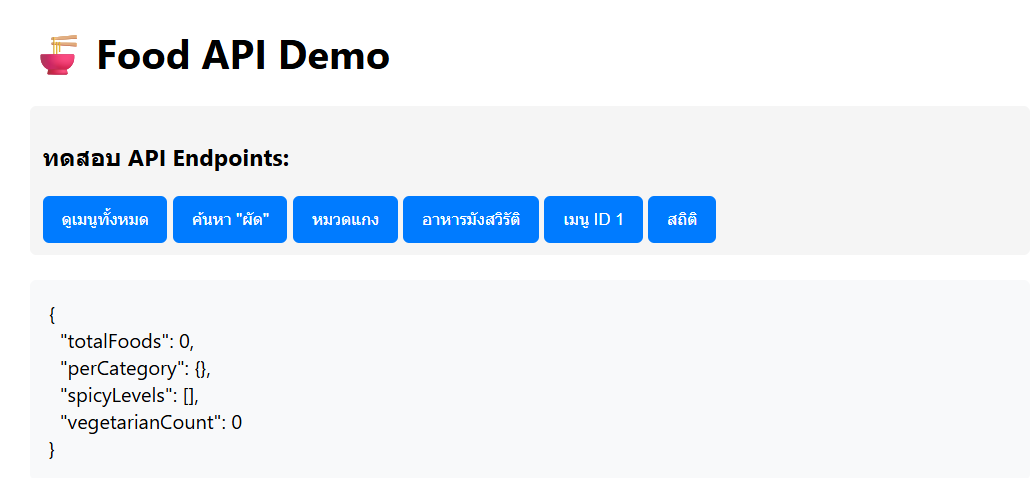 🍜 Food API Demo
ทดสอบ API Endpoints:
ดูเมนูทั้งหมด ค้นหา "ผัด" หมวดแกง อาหารมังสวิรัติ เมนู ID 1 สถิติ
{
  "totalFoods": 0,
  "perCategory": {},
  "spicyLevels": [],
  "vegetarianCount": 0
}